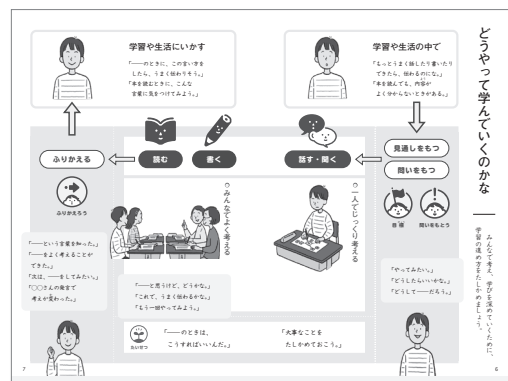 どうやって学んでいくのかな
みんなで考え、学びを深めていくために、
学習の進め方をたしかめましょう。
学習や生活の中で
「もっとうまく話したり書いたり
できたら、伝わるのにな。」
「本を読んでも、内容が
よく分からないときがある。」
見通しをもつ
問いをもつ
目標
問いをもとう
「やってみたい。」
「どうしたらいいかな。」
「どうして——だろう。」
話す・聞く
書く
読む
一人でじっくり考える
みんなでよく考える
「——と思うけど、どうかな。」
「これで、うまく伝わるかな。」
「もう一回やってみよう。」
たいせつ
「——のときは、
こうすればいいんだ。」
「大事なことを
たしかめておこう。」
ふりかえる
ふりかえろう
「——という言葉を知った。」
「——をよく考えることが
できた。」
「次は、——をしてみたい。」
「○○さんの発言で
考えが変わった。」
学習や生活にいかす
「——のときに、この言い方を
したら、うまく伝わりそう。」
「本を読むときに、こんな
言葉に気をつけてみよう。」
7
6